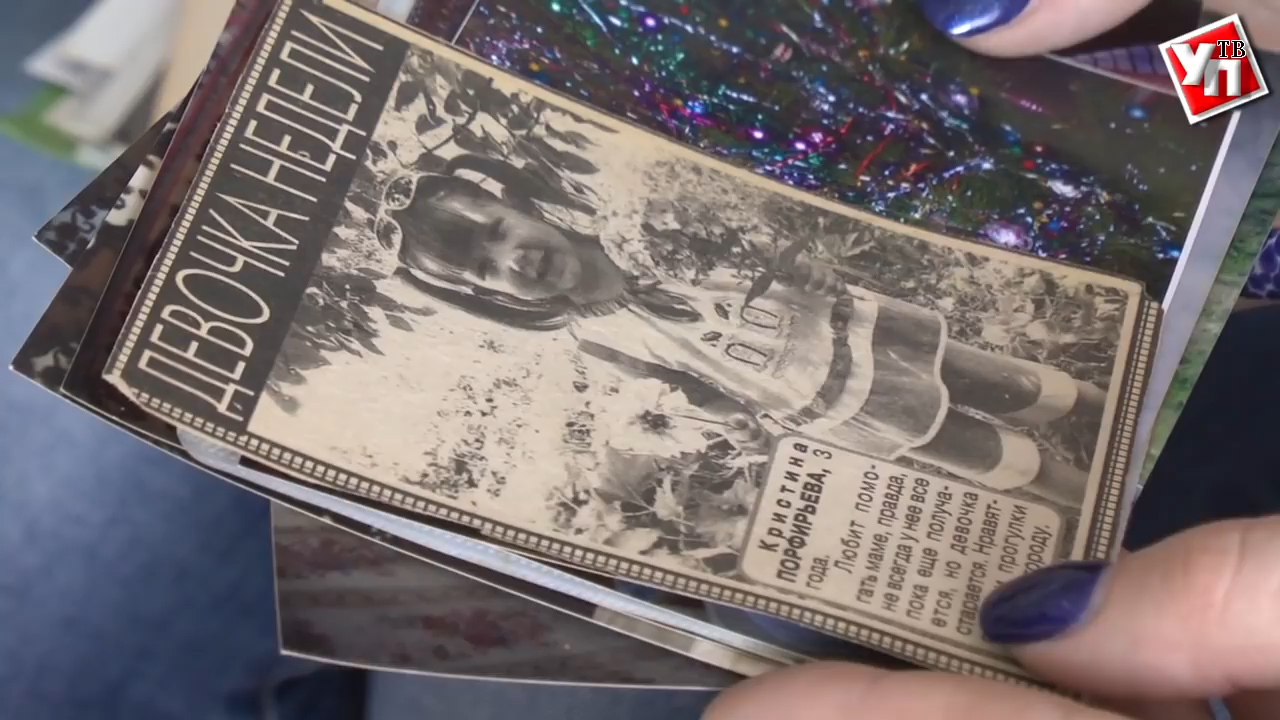 ДЕВОЧКА НЕДЕЛИ
Кристина
ПОРФИРЬЕВА, 3
года.
Любит помо-
гать маме, правда,
не всегда у нее все
пока еще получа-
ется, но девочка
старается. Нравят-
прогулки
УП ТВ